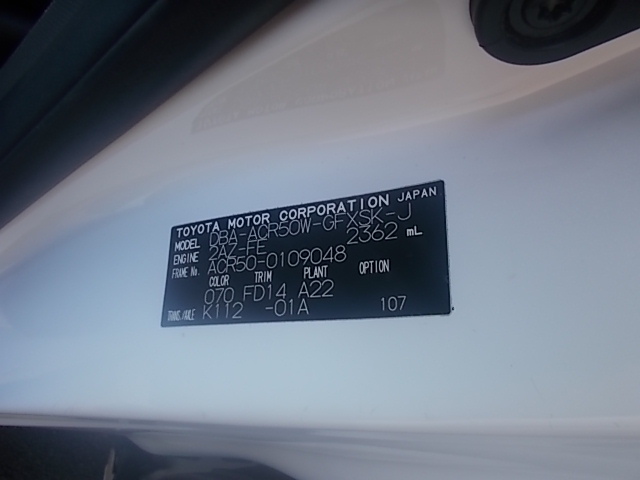 TOYOTA MOTOR CORPORATION JAPAN
MODEL DBA-ACR50W-GFXSK-J
ENGINE 2AZ-FE 2362 mL
FRAME No. ACR50-0109048
COLOR TRIM PLANT OPTION
070 FD14 A22
TRANS./AXLE K112 -01A 107